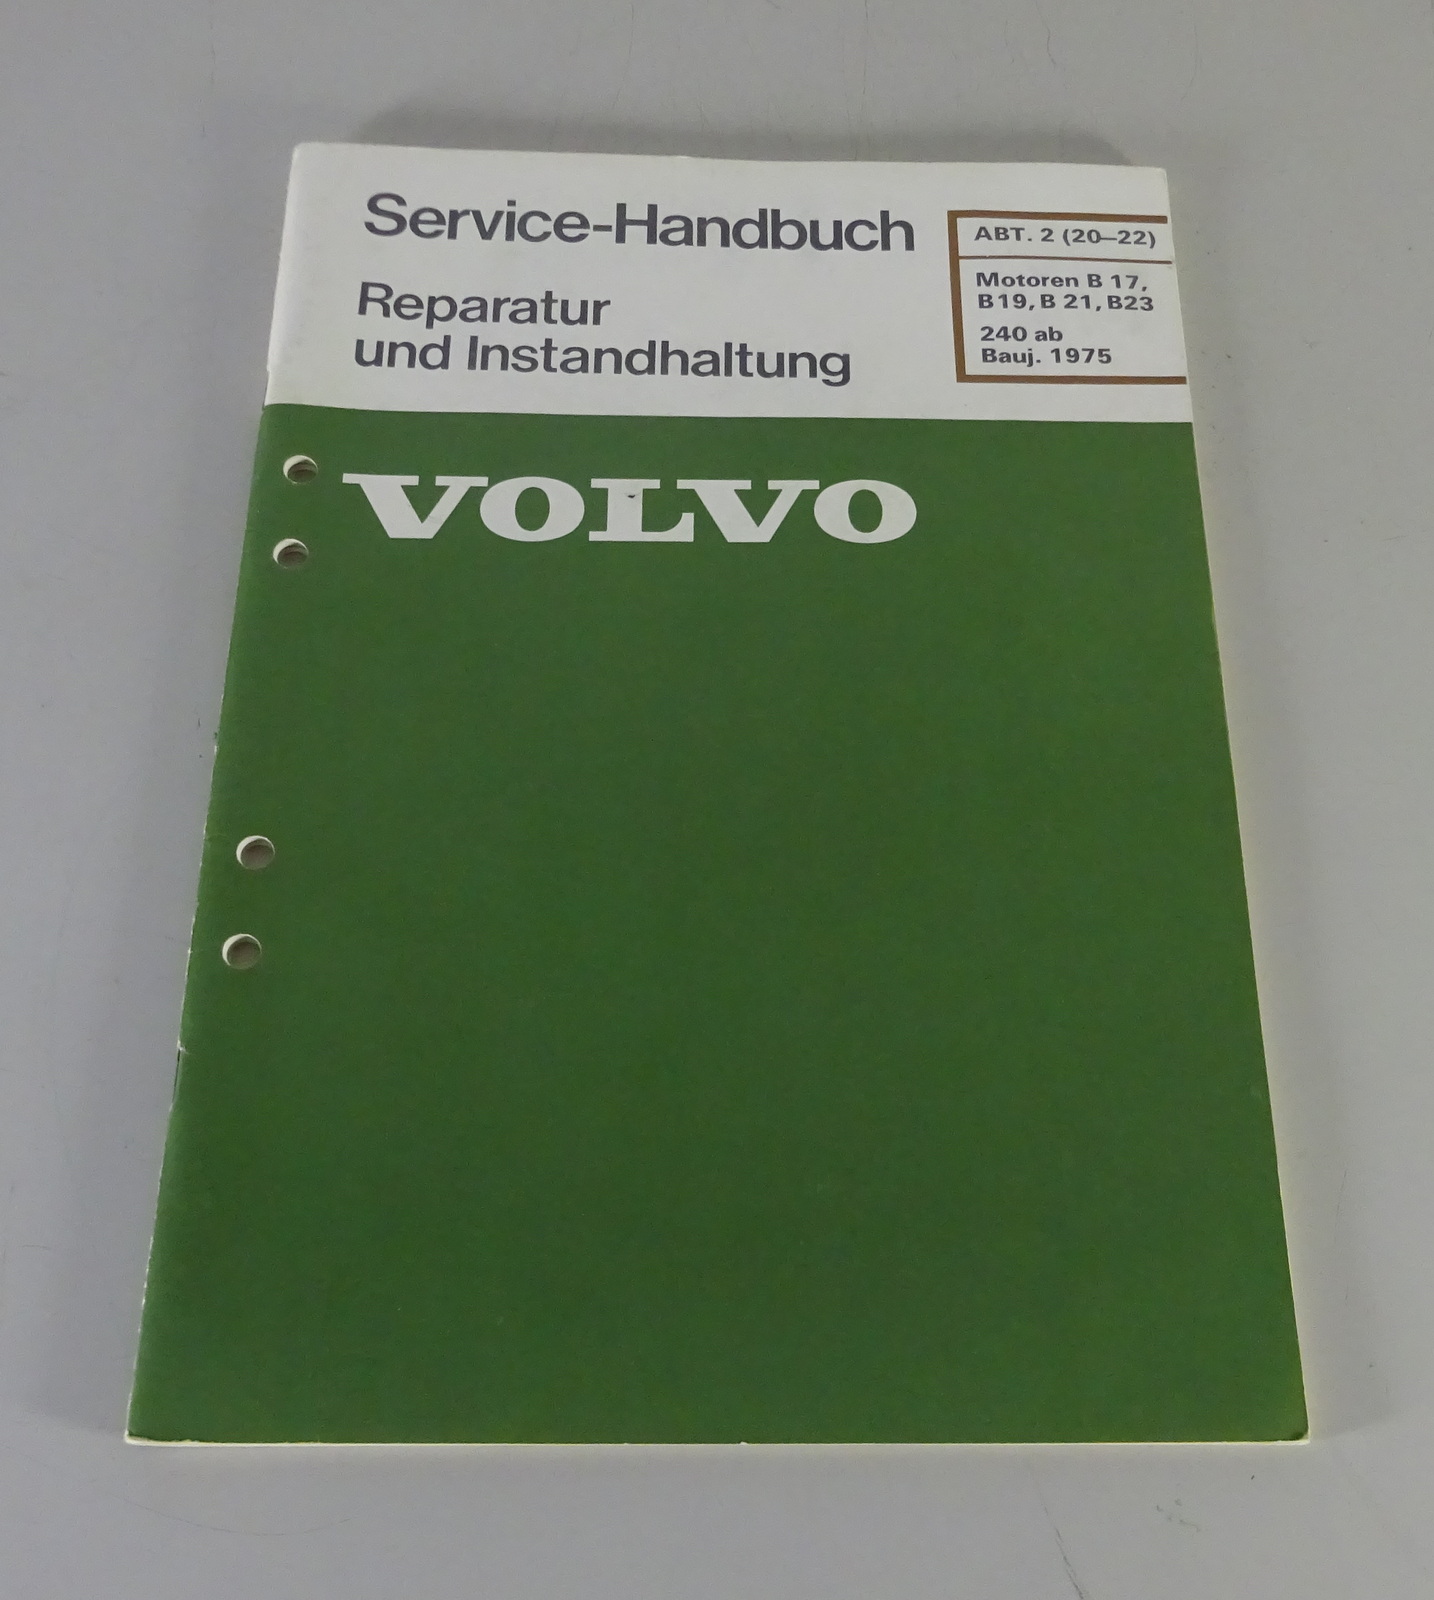 Service-Handbuch
Reparatur
und Instandhaltung
ABT. 2 (20–22)
Motoren B 17,
B19, B 21, B23
240 ab
Bauj. 1975
VOLVO